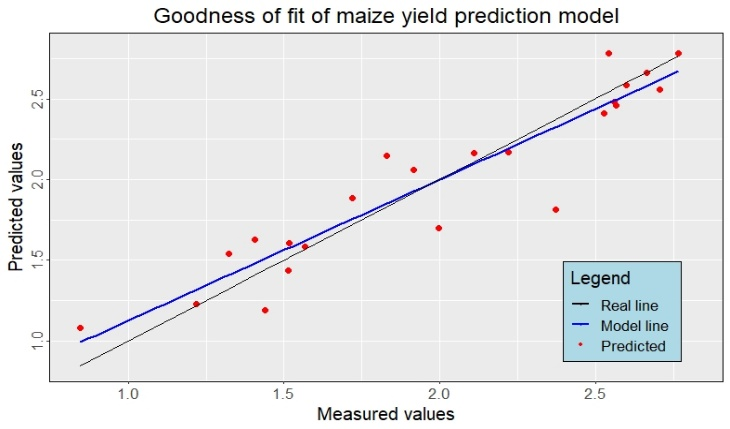 Goodness of fit of maize yield prediction model
Predicted values
2.5
2.0
1.5
1.0
Legend
Real line
Model line
Predicted
1.0 1.5 2.0 2.5
Measured values